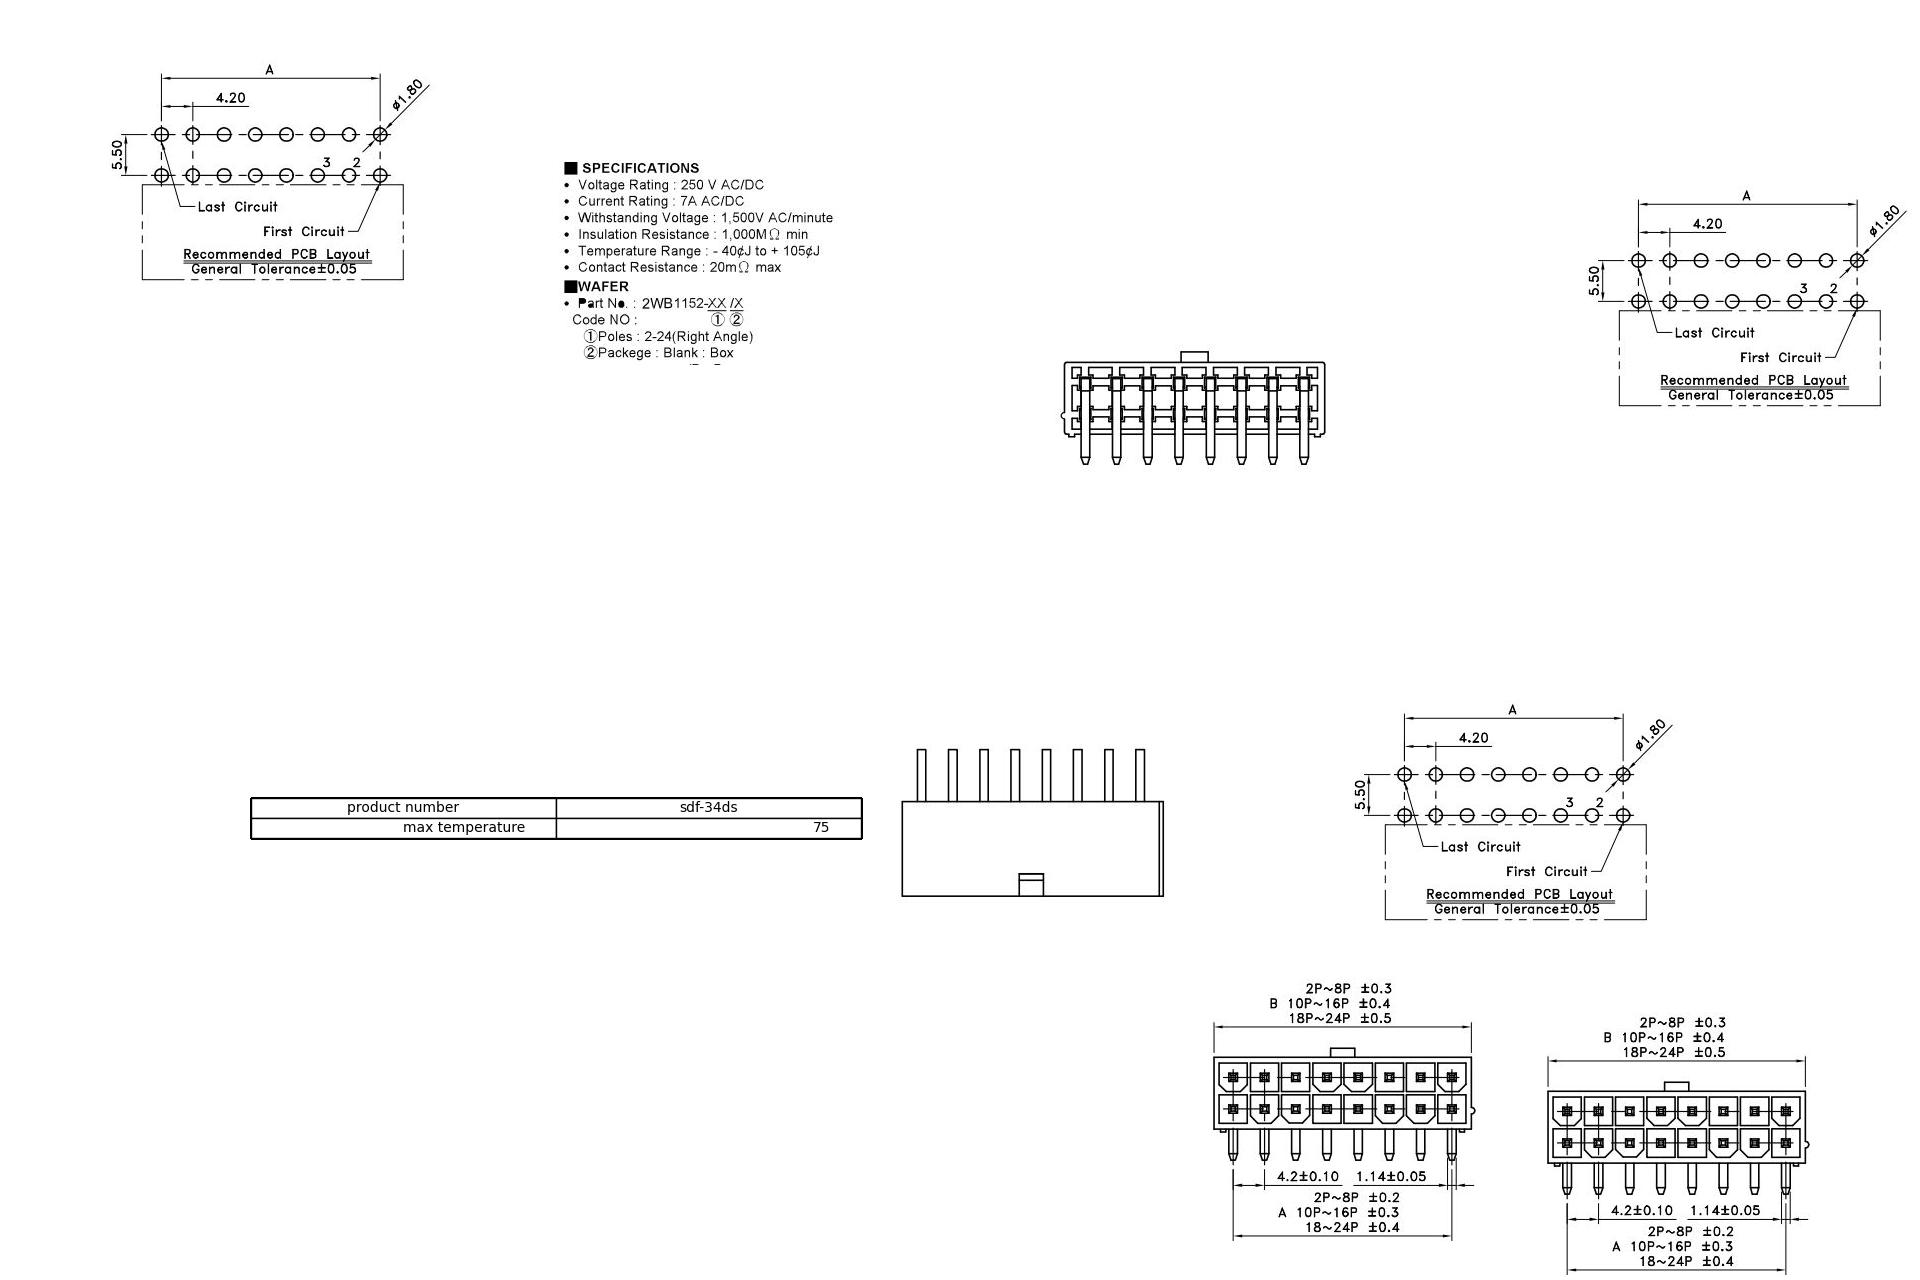 A
4.20
ø1.80
5.50
3 2
Last Circuit
First Circuit
Recommended PCB Layout
General Tolerance±0.05
■ SPECIFICATIONS
• Voltage Rating : 250 V AC/DC
• Current Rating : 7A AC/DC
• Withstanding Voltage : 1,500V AC/minute
• Insulation Resistance : 1,000MΩ min
• Temperature Range : - 40¢J to + 105¢J
• Contact Resistance : 20mΩ max
■WAFER
• Part No. : 2WB1152-XX /X
Code NO : ① ②
①Poles : 2-24(Right Angle)
②Packege : Blank : Box
A
4.20
ø1.80
5.50
3 2
Last Circuit
First Circuit
Recommended PCB Layout
General Tolerance±0.05
product number sdf-34ds
max temperature 75
A
4.20
ø1.80
5.50
3 2
Last Circuit
First Circuit
Recommended PCB Layout
General Tolerance±0.05
2P~8P ±0.3
B 10P~16P ±0.4
18P~24P ±0.5
4.2±0.10 1.14±0.05
2P~8P ±0.2
A 10P~16P ±0.3
18~24P ±0.4
2P~8P ±0.3
B 10P~16P ±0.4
18P~24P ±0.5
4.2±0.10 1.14±0.05
2P~8P ±0.2
A 10P~16P ±0.3
18~24P ±0.4